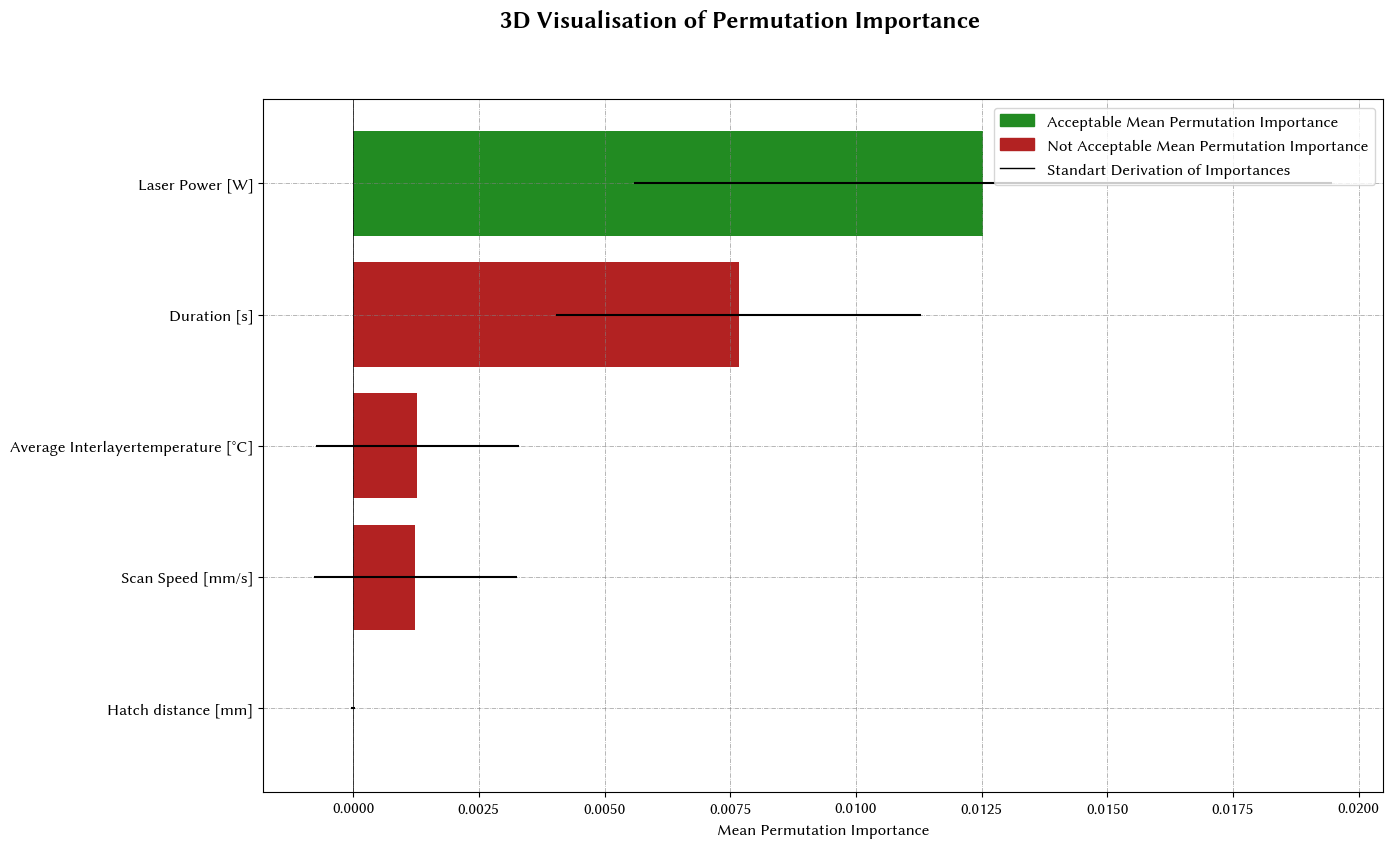 3D Visualisation of Permutation Importance
Acceptable Mean Permutation Importance
Not Acceptable Mean Permutation Importance
Standart Derivation of Importances
Laser Power [W]
Duration [s]
Average Interlayertemperature [°C]
Scan Speed [mm/s]
Hatch distance [mm]
0.0000 0.0025 0.0050 0.0075 0.0100 0.0125 0.0150 0.0175 0.0200
Mean Permutation Importance